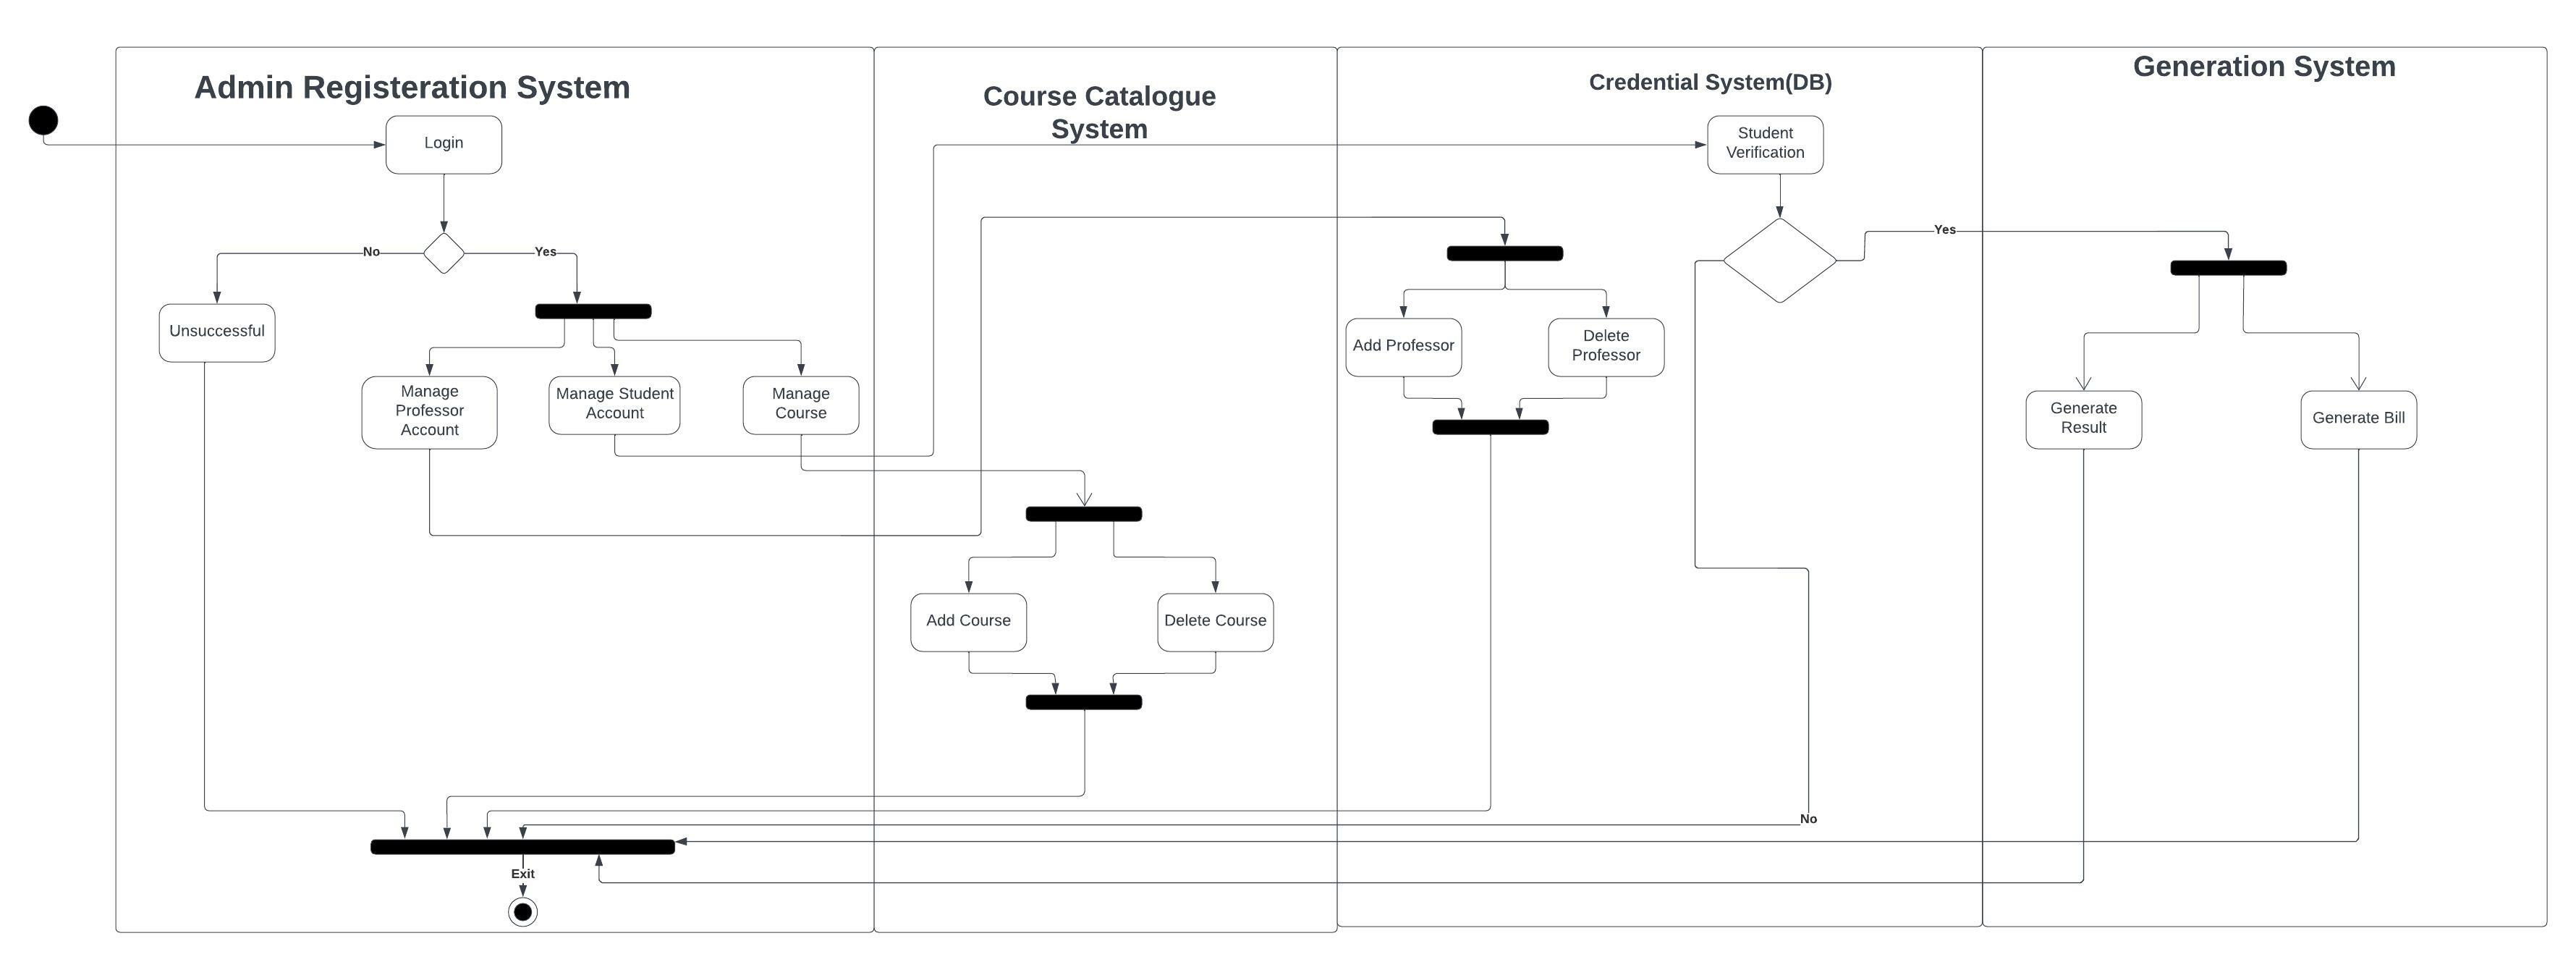 Admin Registeration System
Login
No
Yes
Unsuccessful
Manage
Professor
Account
Manage Student
Account
Manage
Course
Exit
Course Catalogue
System
Add Course
Delete Course
Credential System(DB)
Student
Verification
Add Professor
Delete
Professor
No
Yes
Generation System
Generate
Result
Generate Bill